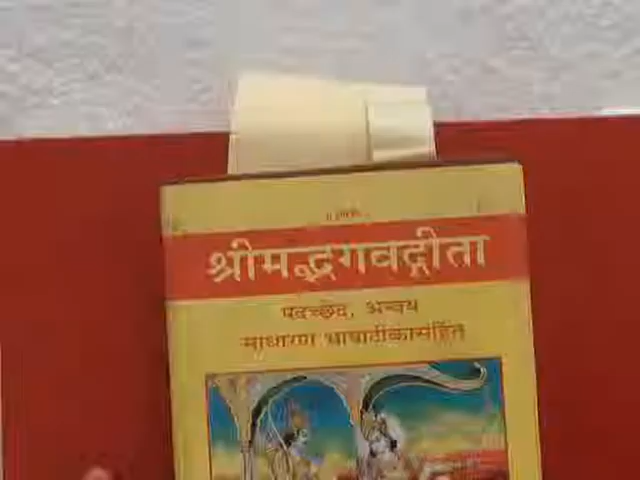 श्रीमद्भगवद्गीता
पदच्छेद, अन्वय
साधारण भाषाटीकासहित